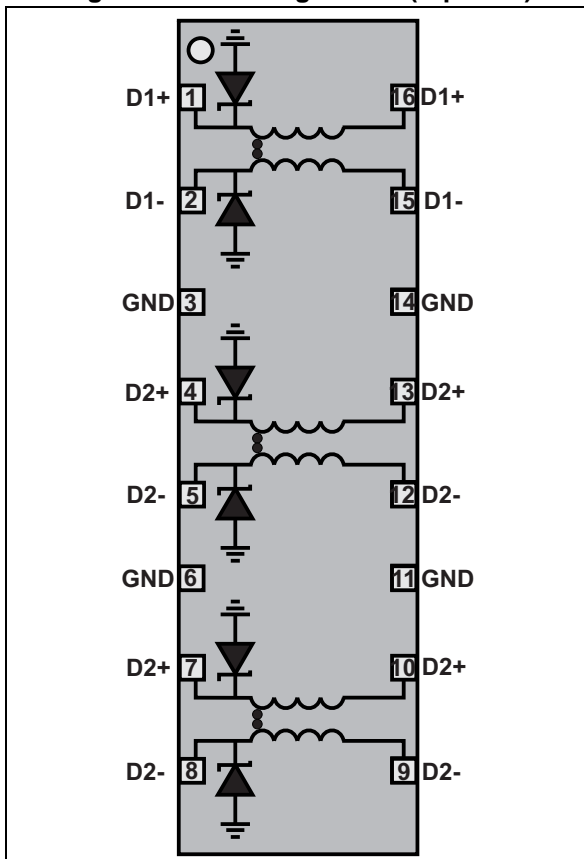 D1+ 1 16 D1+
D1- 2 15 D1-
GND 3 14 GND
D2+ 4 13 D2+
D2- 5 12 D2-
GND 6 11 GND
D2+ 7 10 D2+
D2- 8 9 D2-